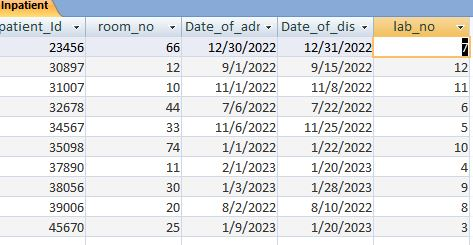 Inpatient
patient_Id room_no Date_of_adr Date_of_dis lab_no
23456 66 12/30/2022 12/31/2022 7
30897 12 9/1/2022 9/15/2022 12
31007 10 11/1/2022 11/8/2022 11
32678 44 7/6/2022 7/22/2022 6
34567 33 11/6/2022 11/25/2022 5
35098 74 1/1/2022 1/22/2022 10
37890 11 2/1/2023 1/20/2023 4
38056 30 1/3/2023 1/28/2023 9
39006 20 8/2/2022 8/10/2022 8
45670 25 1/9/2023 1/20/2023 3